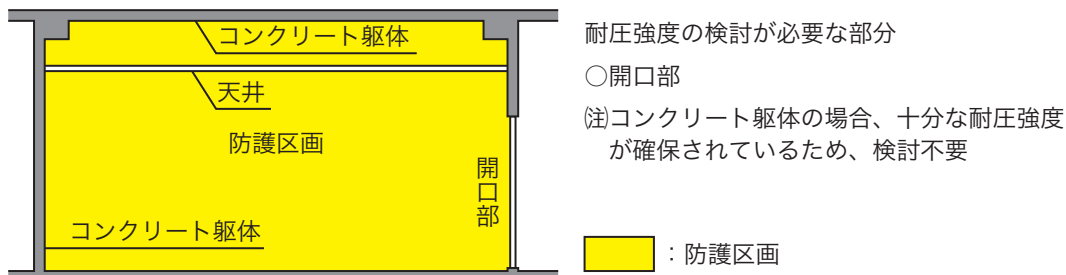 コンクリート躯体
天井
防護区画
開口部
コンクリート躯体
耐圧強度の検討が必要な部分
○開口部
㊟コンクリート躯体の場合、十分な耐圧強度
が確保されているため、検討不要
：防護区画